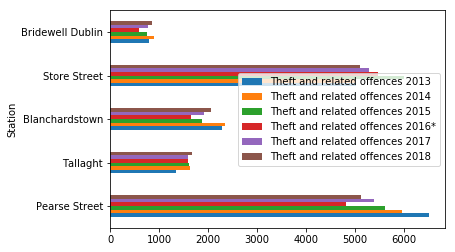 Bridewell Dublin
Store Street
Blanchardstown
Tallaght
Pearse Street
Station
Theft and related offences 2013
Theft and related offences 2014
Theft and related offences 2015
Theft and related offences 2016*
Theft and related offences 2017
Theft and related offences 2018
0 1000 2000 3000 4000 5000 6000